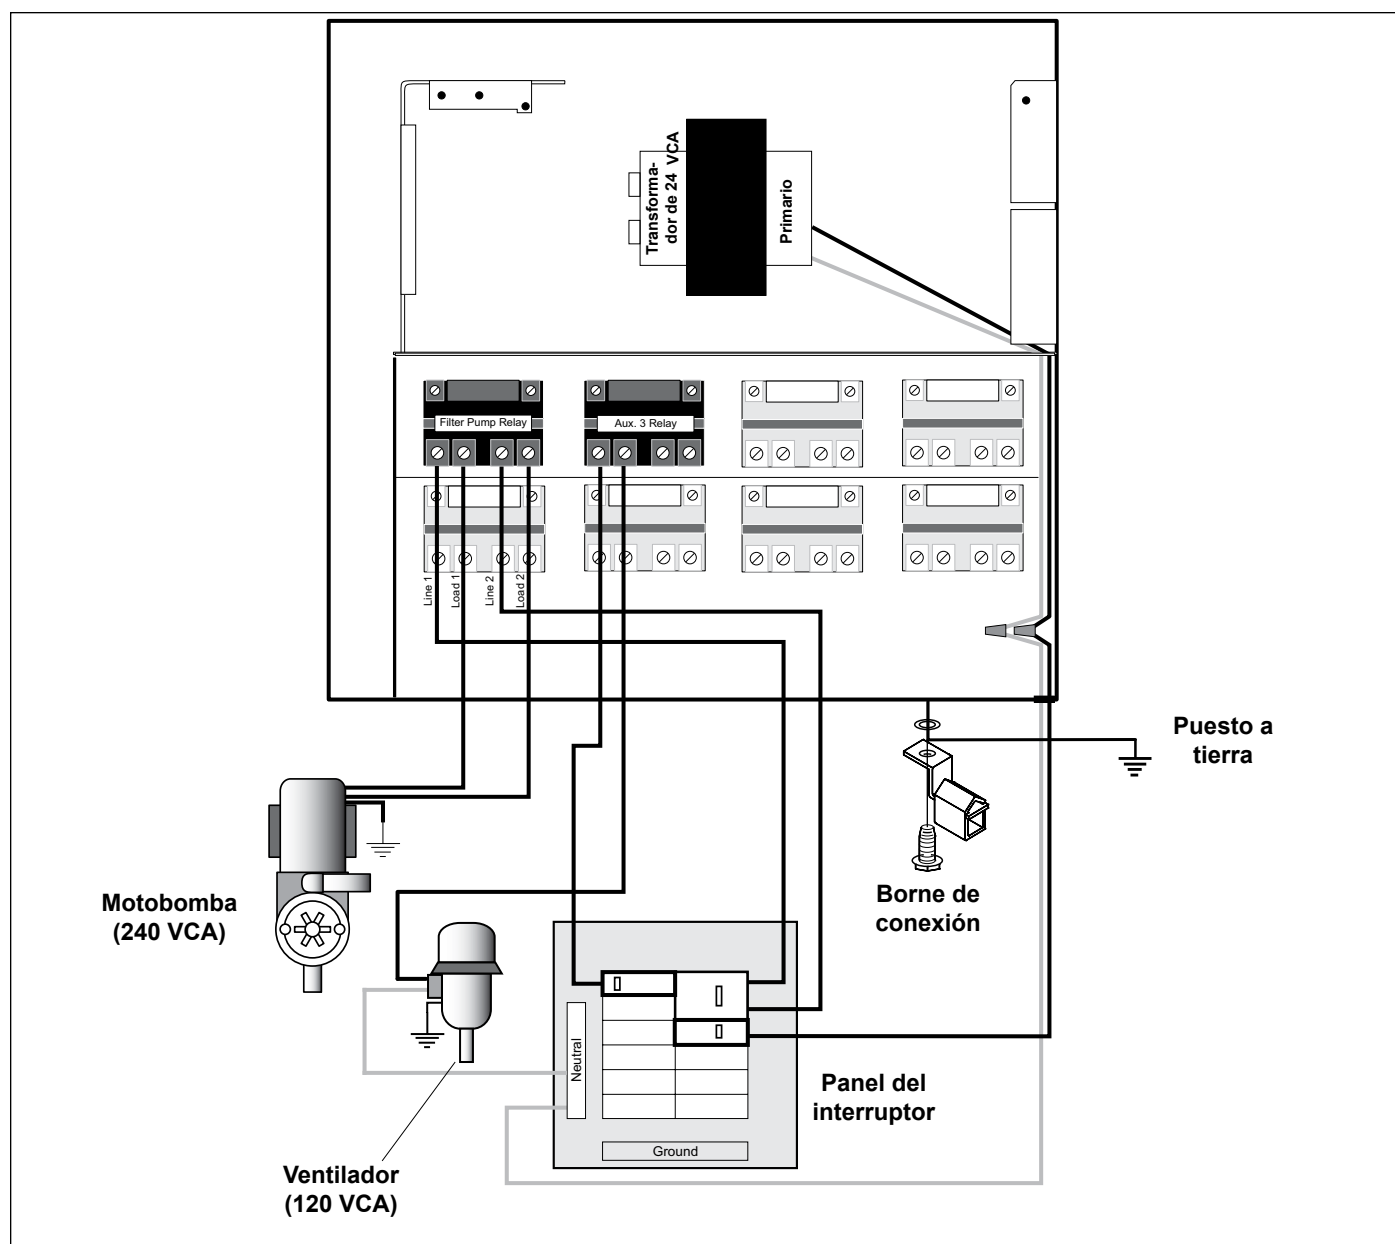 Transforma-
dor de 24 VCA
Primario
Filter Pump Relay
Aux. 3 Relay
Line 1
Load 1
Line 2
Load 2
Puesto a
tierra
Motobomba
(240 VCA)
Borne de
conexión
Neutral
Panel del
interruptor
Ground
Ventilador
(120 VCA)